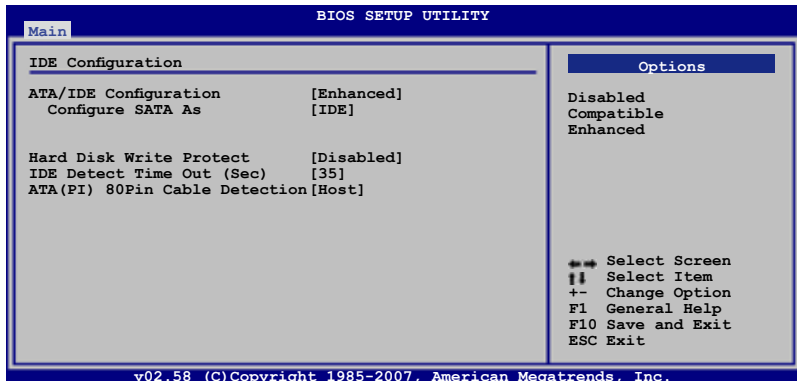 BIOS SETUP UTILITY
Main
IDE Configuration
ATA/IDE Configuration [Enhanced]
Configure SATA As [IDE]
Hard Disk Write Protect [Disabled]
IDE Detect Time Out (Sec) [35]
ATA(PI) 80Pin Cable Detection [Host]
Options
Disabled
Compatible
Enhanced
Select Screen
Select Item
+- Change Option
F1 General Help
F10 Save and Exit
ESC Exit
v02.58 (C)Copyright 1985-2007, American Megatrends, Inc.